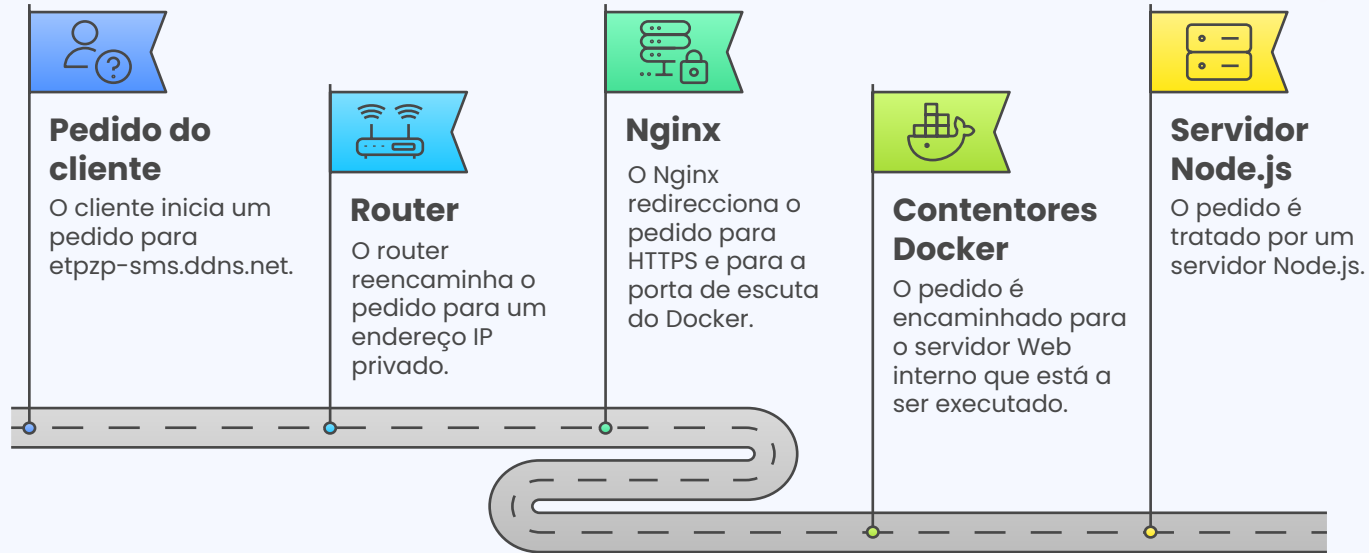 Pedido do
cliente
O cliente inicia um
pedido para
etpzp-sms.ddns.net.
Router
O router
reencaminha o
pedido para um
endereço IP
privado.
Nginx
O Nginx
redirecciona o
pedido para
HTTPS e para a
porta de escuta
do Docker.
Contentores
Docker
O pedido é
encaminhado para
o servidor Web
interno que está a
ser executado.
Servidor
Node.js
O pedido é
tratado por um
servidor Node.js.